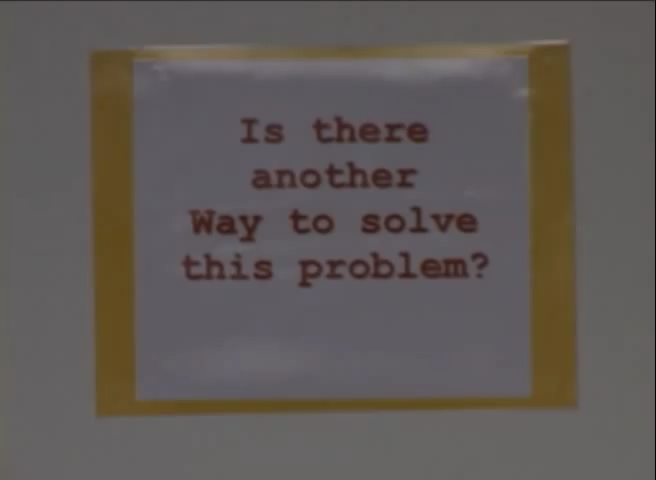 Is there
another
Way to solve
this problem?